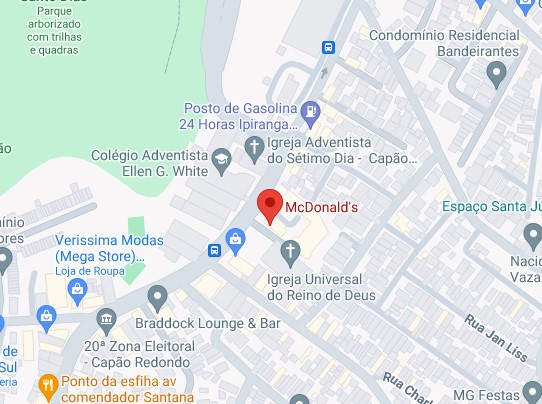 Parque
arborizado
com trilhas
e quadras
Condomínio Residencial
Bandeirantes
Posto de Gasolina
24 Horas Ipiranga...
Igreja Adventista
do Sétimo Dia - Capão...
Colégio Adventista
Ellen G. White
McDonald's
Espaço Santa Ju
Verissima Modas
(Mega Store)...
Loja de Roupa
Igreja Universal
do Reino de Deus
Naci
Vaza
Braddock Lounge & Bar
20ª Zona Eleitoral
- Capão Redondo
Rua Jan Liss
Ponto da esfiha av
comendador Santana
Rua Charl
MG Festas
de
Sul
eria
ínio
ores
ão